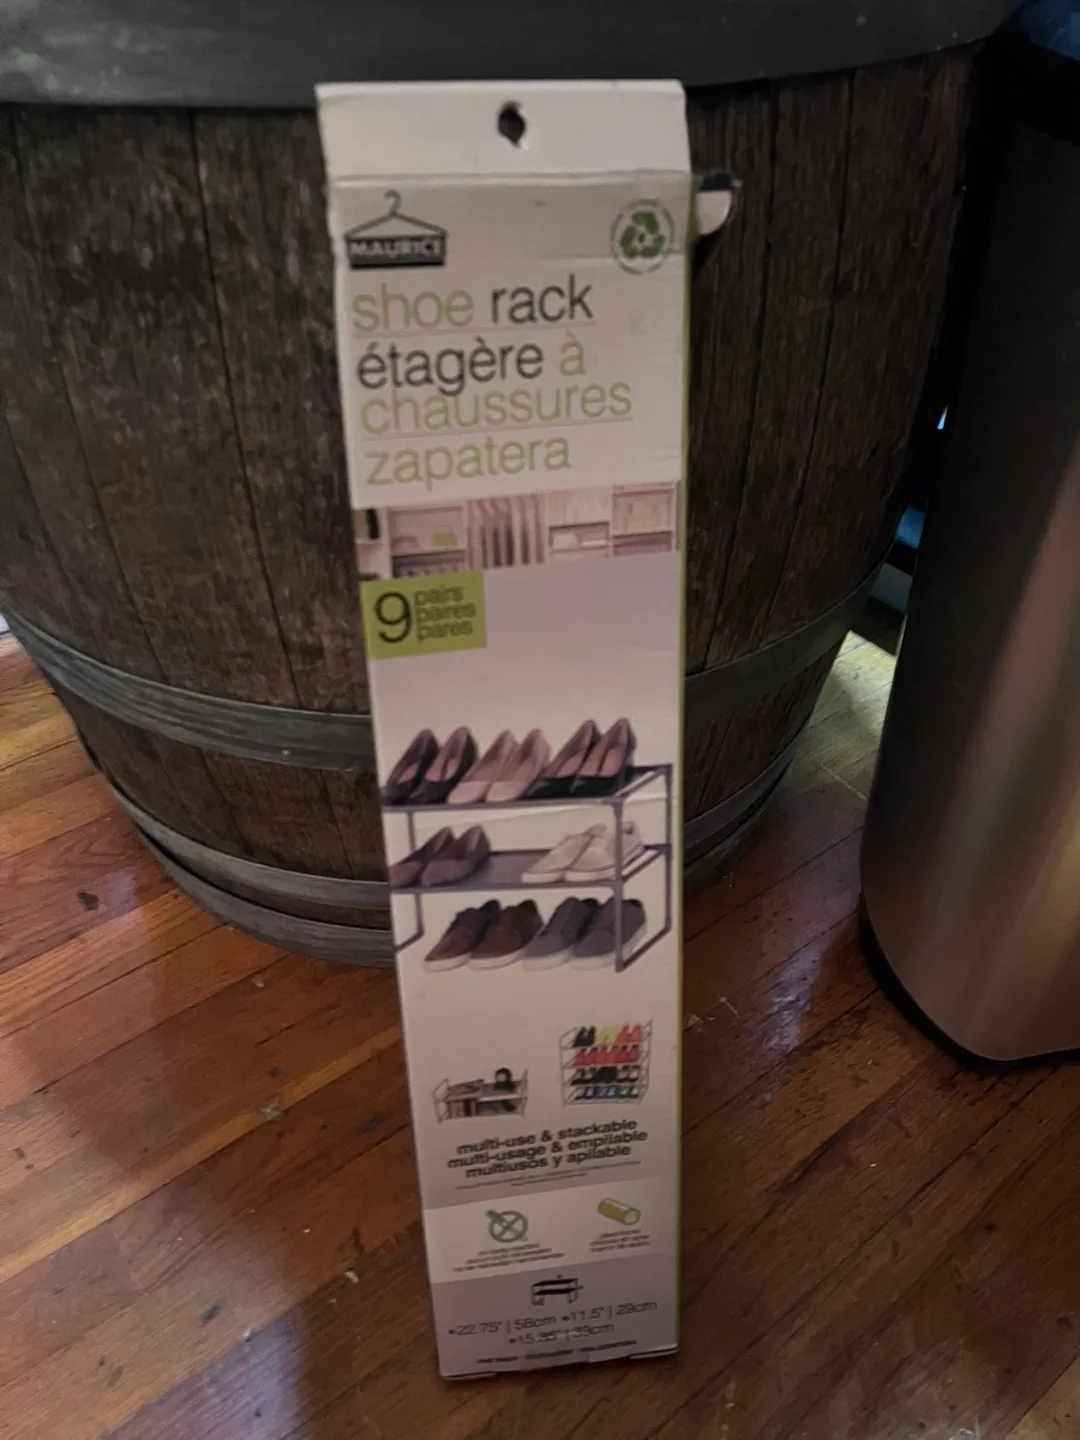 MAURICE
shoe rack
étagère à
chaussures
zapatera
9 pairs
paires
pares
multi-use & stackable
multi-usage & empilable
multiusos y apilable
•22.75" | 58cm •11.5" | 29cm
•15.35" | 39cm